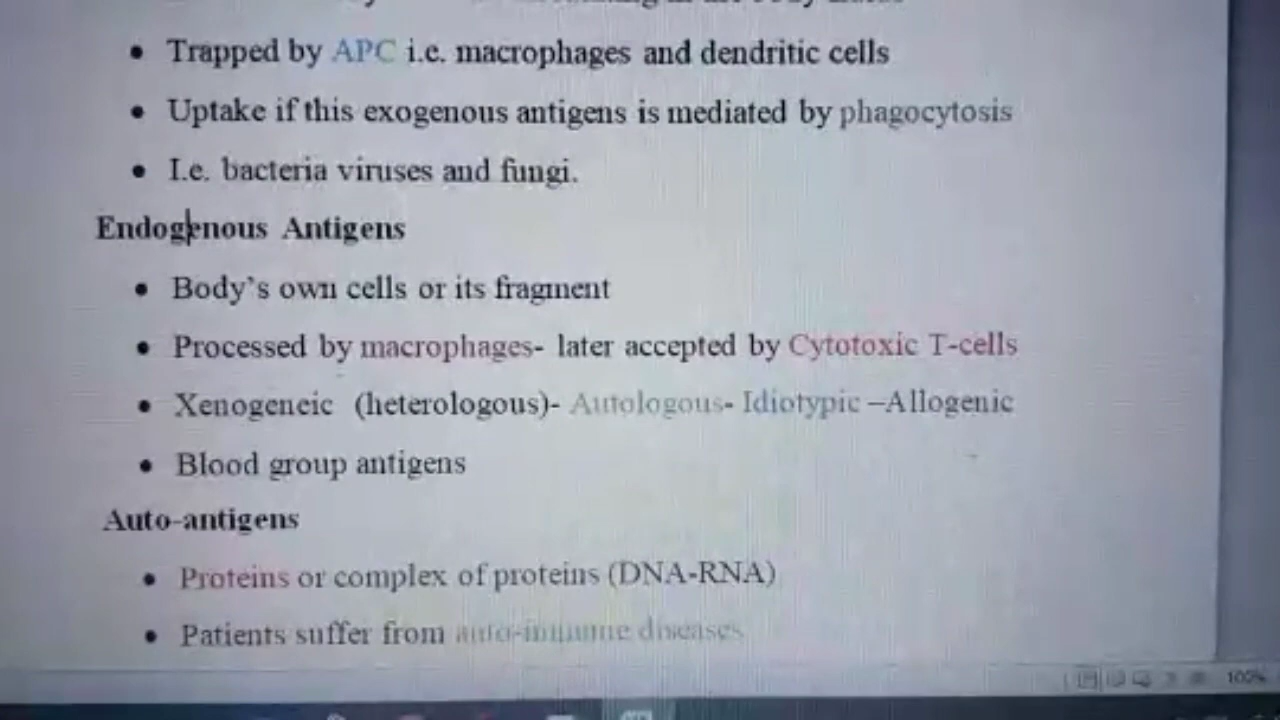 Trapped by APC i.e. macrophages and dendritic cells
Uptake if this exogenous antigens is mediated by phagocytosis
I.e. bacteria viruses and fungi.
Endogenous Antigens
Body's own cells or its fragment
Processed by macrophages- later accepted by Cytotoxic T-cells
Xenogeneic (heterologous)- Autologous- Idiotypic –Allogenic
Blood group antigens
Auto-antigens
Proteins or complex of proteins (DNA-RNA)
Patients suffer from auto-immune diseases
100%